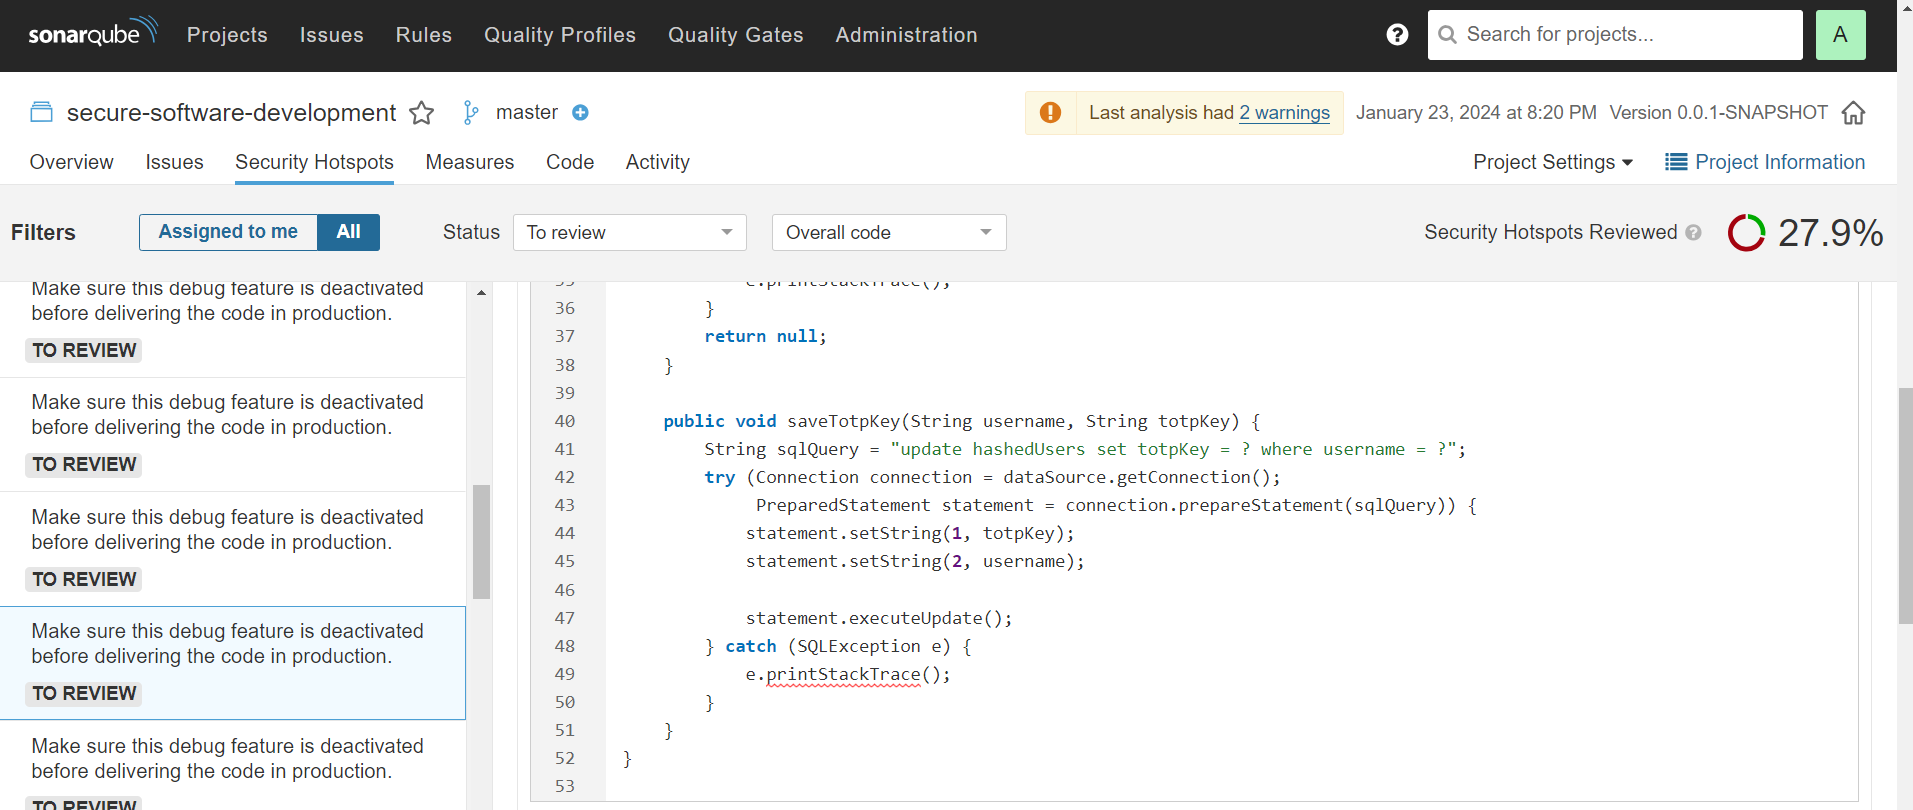 sonarqube Projects Issues Rules Quality Profiles Quality Gates Administration ? Search for projects... A
secure-software-development master Last analysis had 2 warnings January 23, 2024 at 8:20 PM Version 0.0.1-SNAPSHOT
Overview Issues Security Hotspots Measures Code Activity Project Settings Project Information
Filters Assigned to me All Status To review Overall code Security Hotspots Reviewed ? 27.9%
Make sure this debug feature is deactivated
before delivering the code in production.
TO REVIEW
Make sure this debug feature is deactivated
before delivering the code in production.
TO REVIEW
Make sure this debug feature is deactivated
before delivering the code in production.
TO REVIEW
Make sure this debug feature is deactivated
before delivering the code in production.
TO REVIEW
Make sure this debug feature is deactivated
before delivering the code in production.
TO REVIEW
35 e.printStackTrace();
36 }
37 return null;
38 }
39
40 public void saveTotpKey(String username, String totpKey) {
41 String sqlQuery = "update hashedUsers set totpKey = ? where username = ?";
42 try (Connection connection = dataSource.getConnection();
43 PreparedStatement statement = connection.prepareStatement(sqlQuery)) {
44 statement.setString(1, totpKey);
45 statement.setString(2, username);
46
47 statement.executeUpdate();
48 } catch (SQLException e) {
49 e.printStackTrace();
50 }
51 }
52 }
53